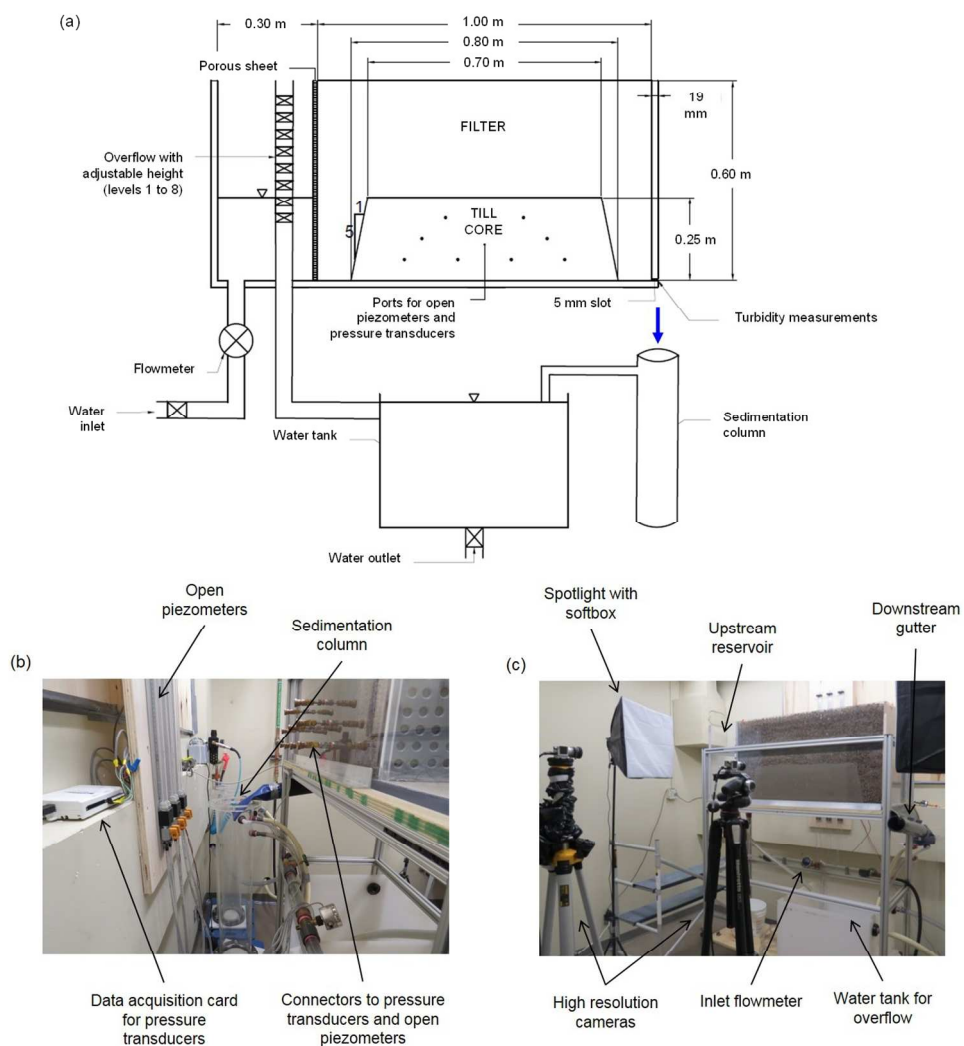 (a)
0.30 m
1.00 m
0.80 m
0.70 m
Porous sheet
19
mm
FILTER
Overflow with
adjustable height
(levels 1 to 8)
0.60 m
1
5
TILL
CORE
0.25 m
Ports for open
piezometers and
pressure transducers
5 mm slot
Turbidity measurements
Flowmeter
Water
inlet
Water tank
Sedimentation
column
Water outlet
Open
piezometers
Sedimentation
column
(b)
Data acquisition card
for pressure
transducers
Connectors to pressure
transducers and open
piezometers
Spotlight with
softbox
Upstream
reservoir
Downstream
gutter
(c)
High resolution
cameras
Inlet flowmeter
Water tank for
overflow